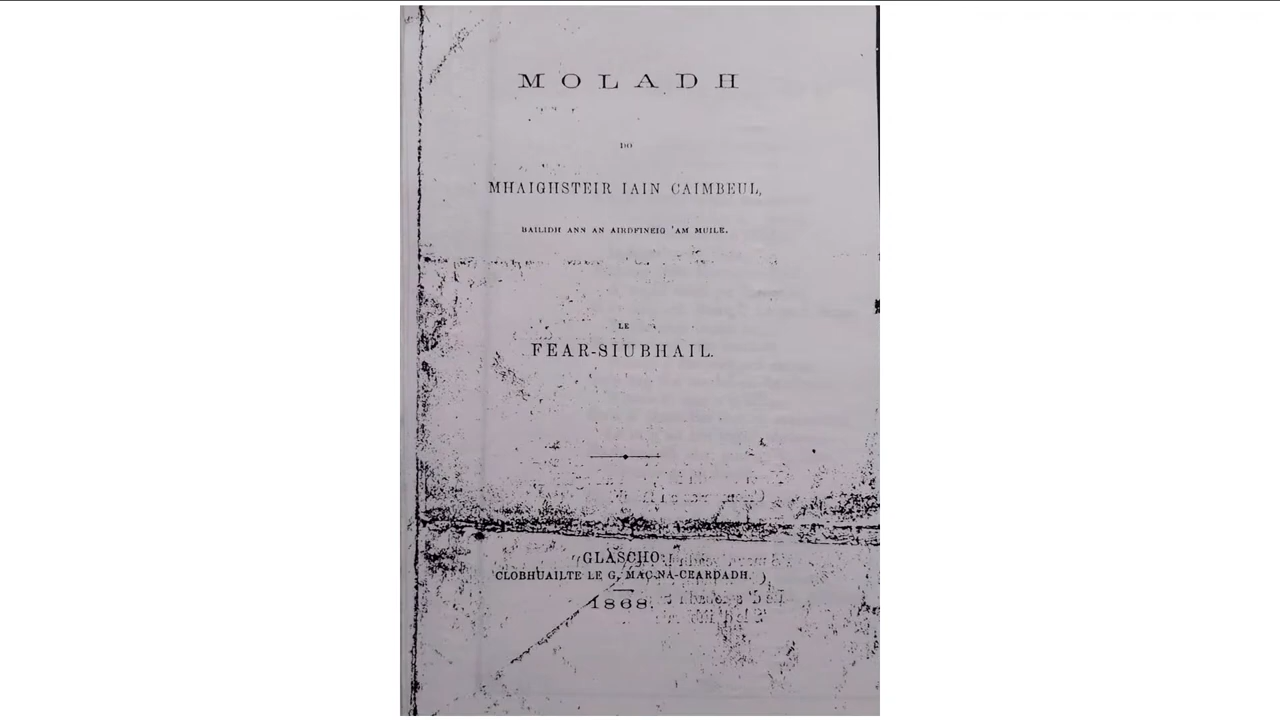 MOLADH
DO
MHAIGHSTEIR IAIN CAIMBEUL,
BAILIDH ANN AN AIRDFINEIG 'AM MUILE.
LE
FEAR-SIUBHAIL.
GLASCHO:
CLOBHUAILTE LE G. MAC-NA-CEARDADH.
1868.